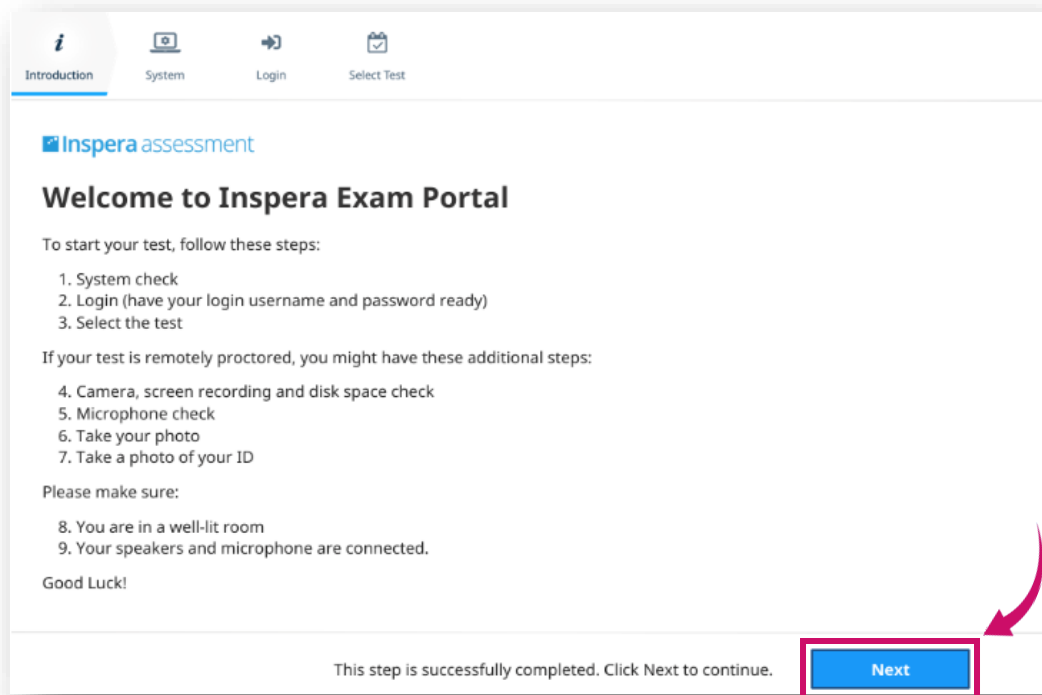 i
Introduction
System
Login
Select Test
Inspera assessment
Welcome to Inspera Exam Portal
To start your test, follow these steps:
1. System check
2. Login (have your login username and password ready)
3. Select the test
If your test is remotely proctored, you might have these additional steps:
4. Camera, screen recording and disk space check
5. Microphone check
6. Take your photo
7. Take a photo of your ID
Please make sure:
8. You are in a well-lit room
9. Your speakers and microphone are connected.
Good Luck!
This step is successfully completed. Click Next to continue.
Next